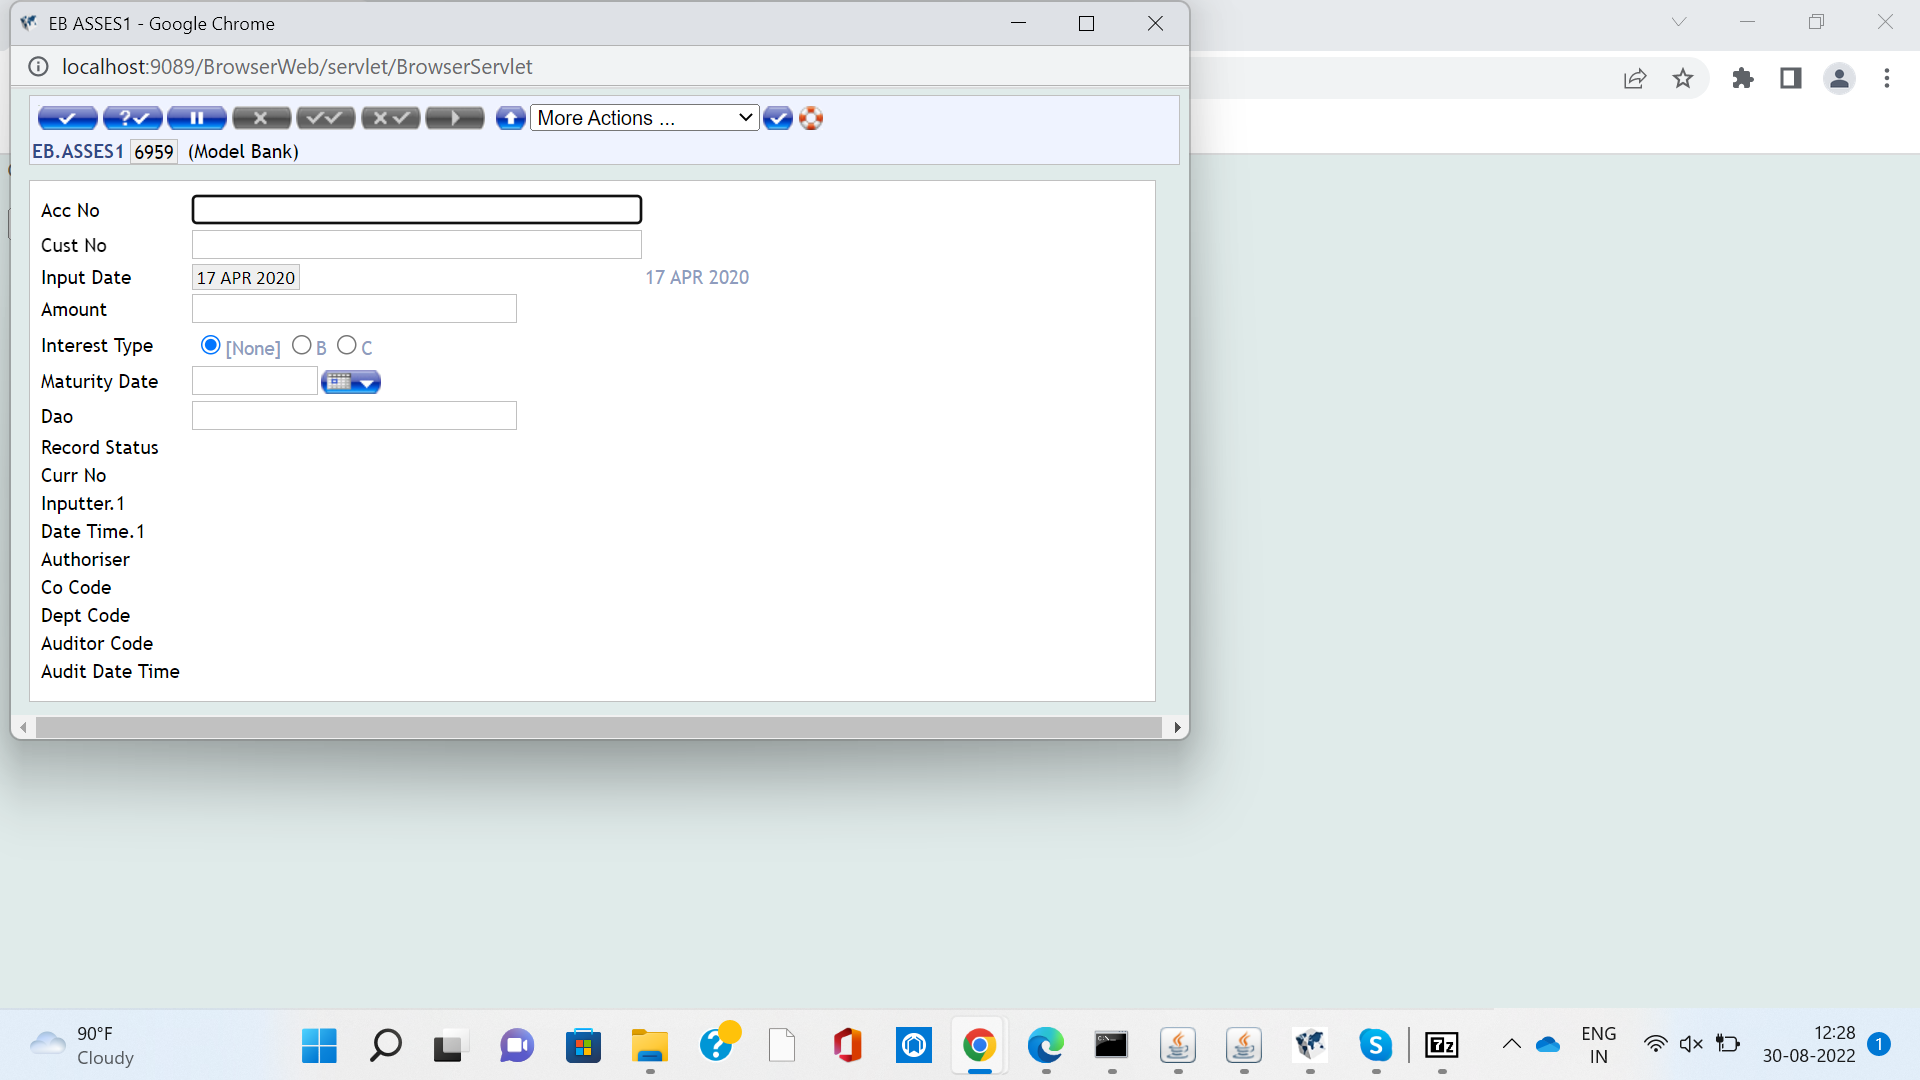 EB ASSES1 - Google Chrome
localhost:9089/BrowserWeb/servlet/BrowserServlet
More Actions ...
EB.ASSES1 6959 (Model Bank)
Acc No
Cust No
Input Date 17 APR 2020 17 APR 2020
Amount
Interest Type [None] B C
Maturity Date
Dao
Record Status
Curr No
Inputter.1
Date Time.1
Authoriser
Co Code
Dept Code
Auditor Code
Audit Date Time
90°F
Cloudy
7z
ENG
IN
12:28
30-08-2022
1